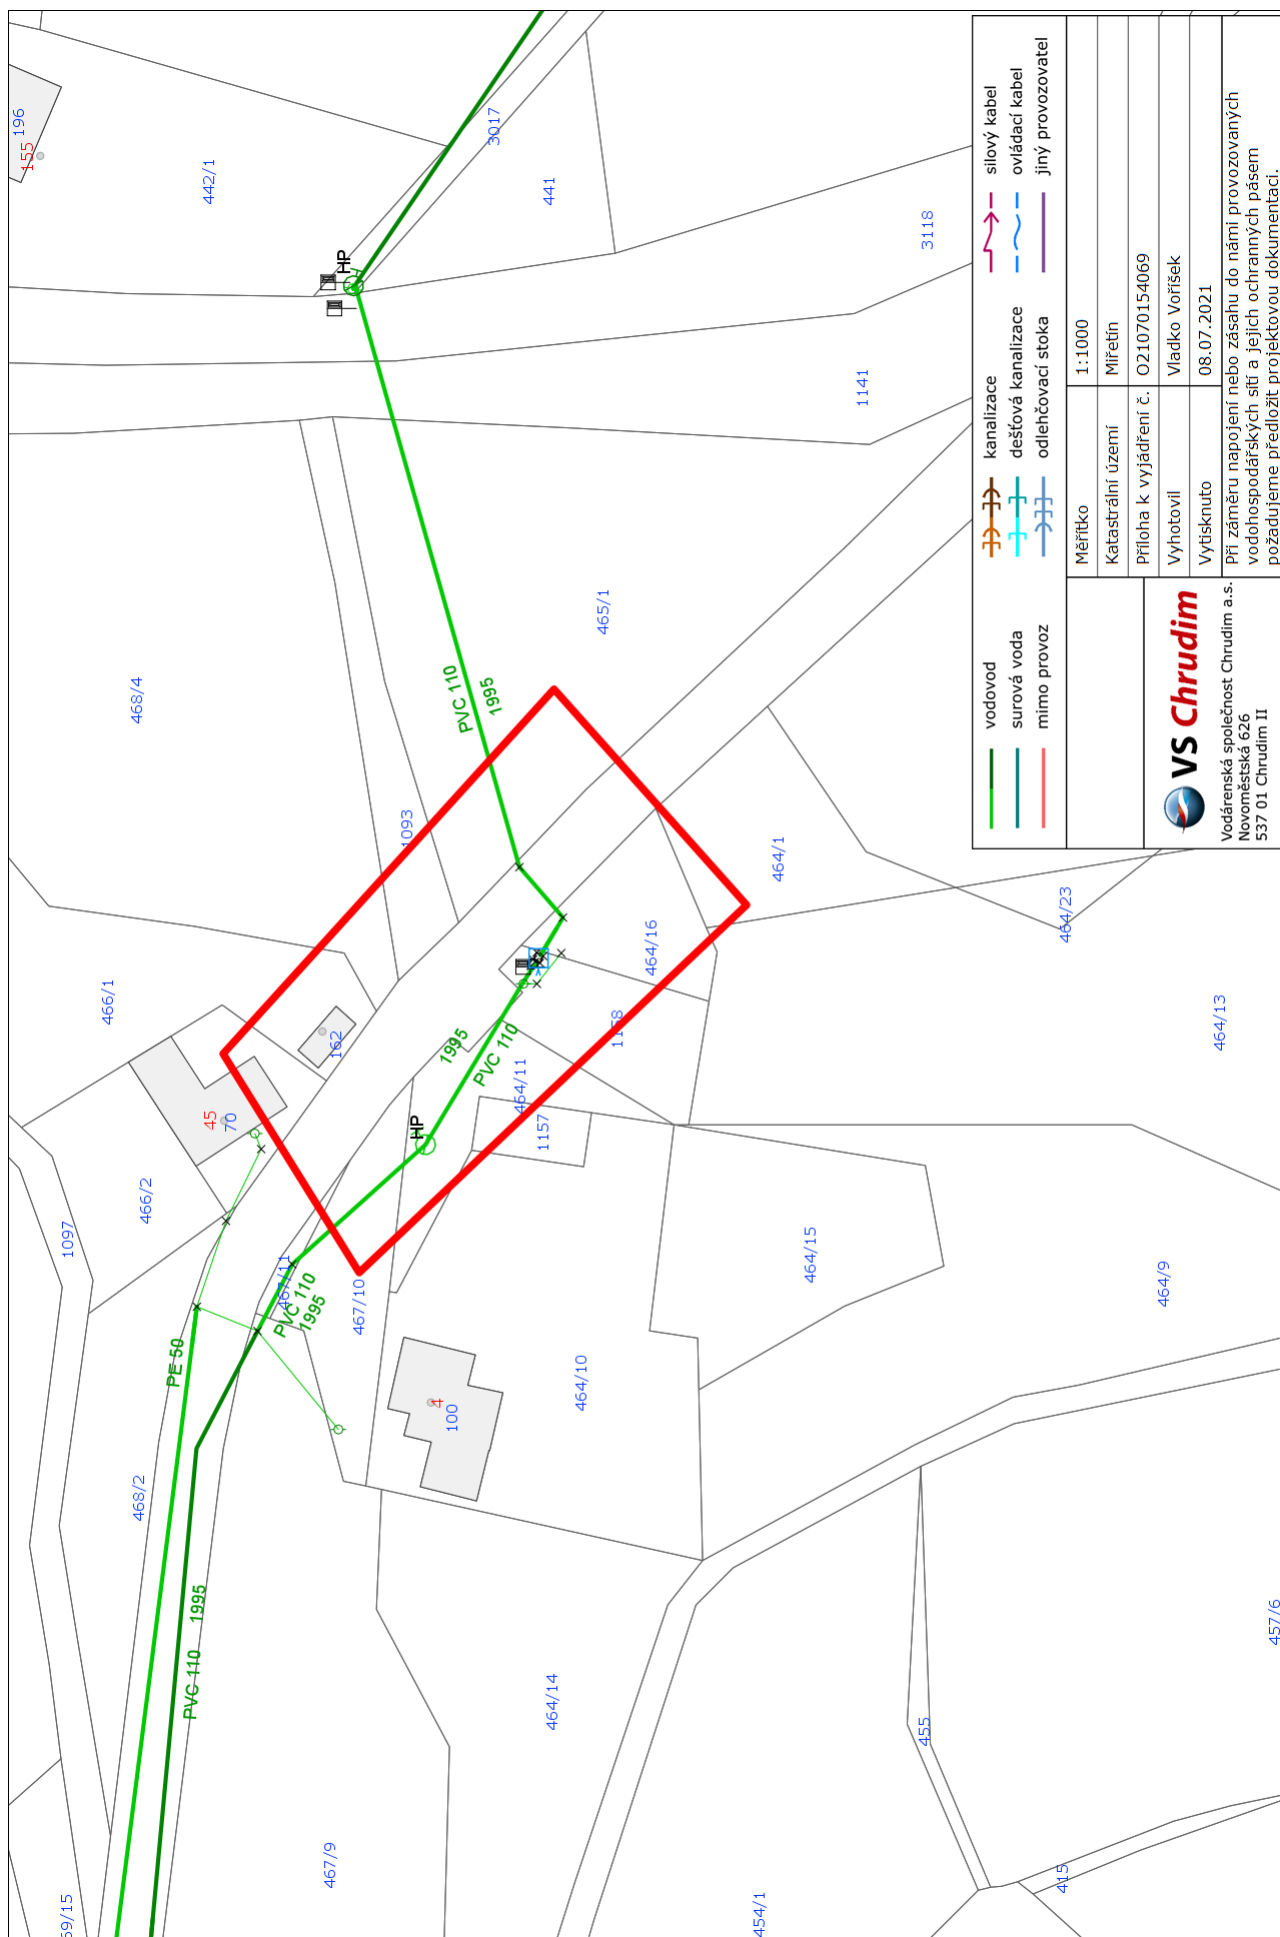 196
155
442/1
3017
441
3118
HP
1141
468/4
465/1
PVC 110
1995
1093
464/1
464/23
464/16
466/1
162
1158
464/13
1995
PVC 110
464/11
45
70
HP
1157
466/2
1097
467/11
PVC 110
1995
467/10
464/15
464/9
PE 50
4
100
464/10
468/2
1995
PVC 110
464/14
455
457/6
467/9
415
454/1
69/15
vodovod
surová voda
mimo provoz
kanalizace
dešťová kanalizace
odlehčovací stoka
silový kabel
ovládací kabel
jiný provozovatel
Měřítko 1:1000
Katastrální území Miřetín
Příloha k vyjádření č. O21070154069
Vyhotovil Vladko Voříšek
Vytisknuto 08.07.2021
VS Chrudim
Vodárenská společnost Chrudim a.s.
Novoměstská 626
537 01 Chrudim II
Při záměru napojení nebo zásahu do námi provozovaných
vodohospodářských sítí a jejich ochranných pásem
požadujeme předložit projektovou dokumentaci.